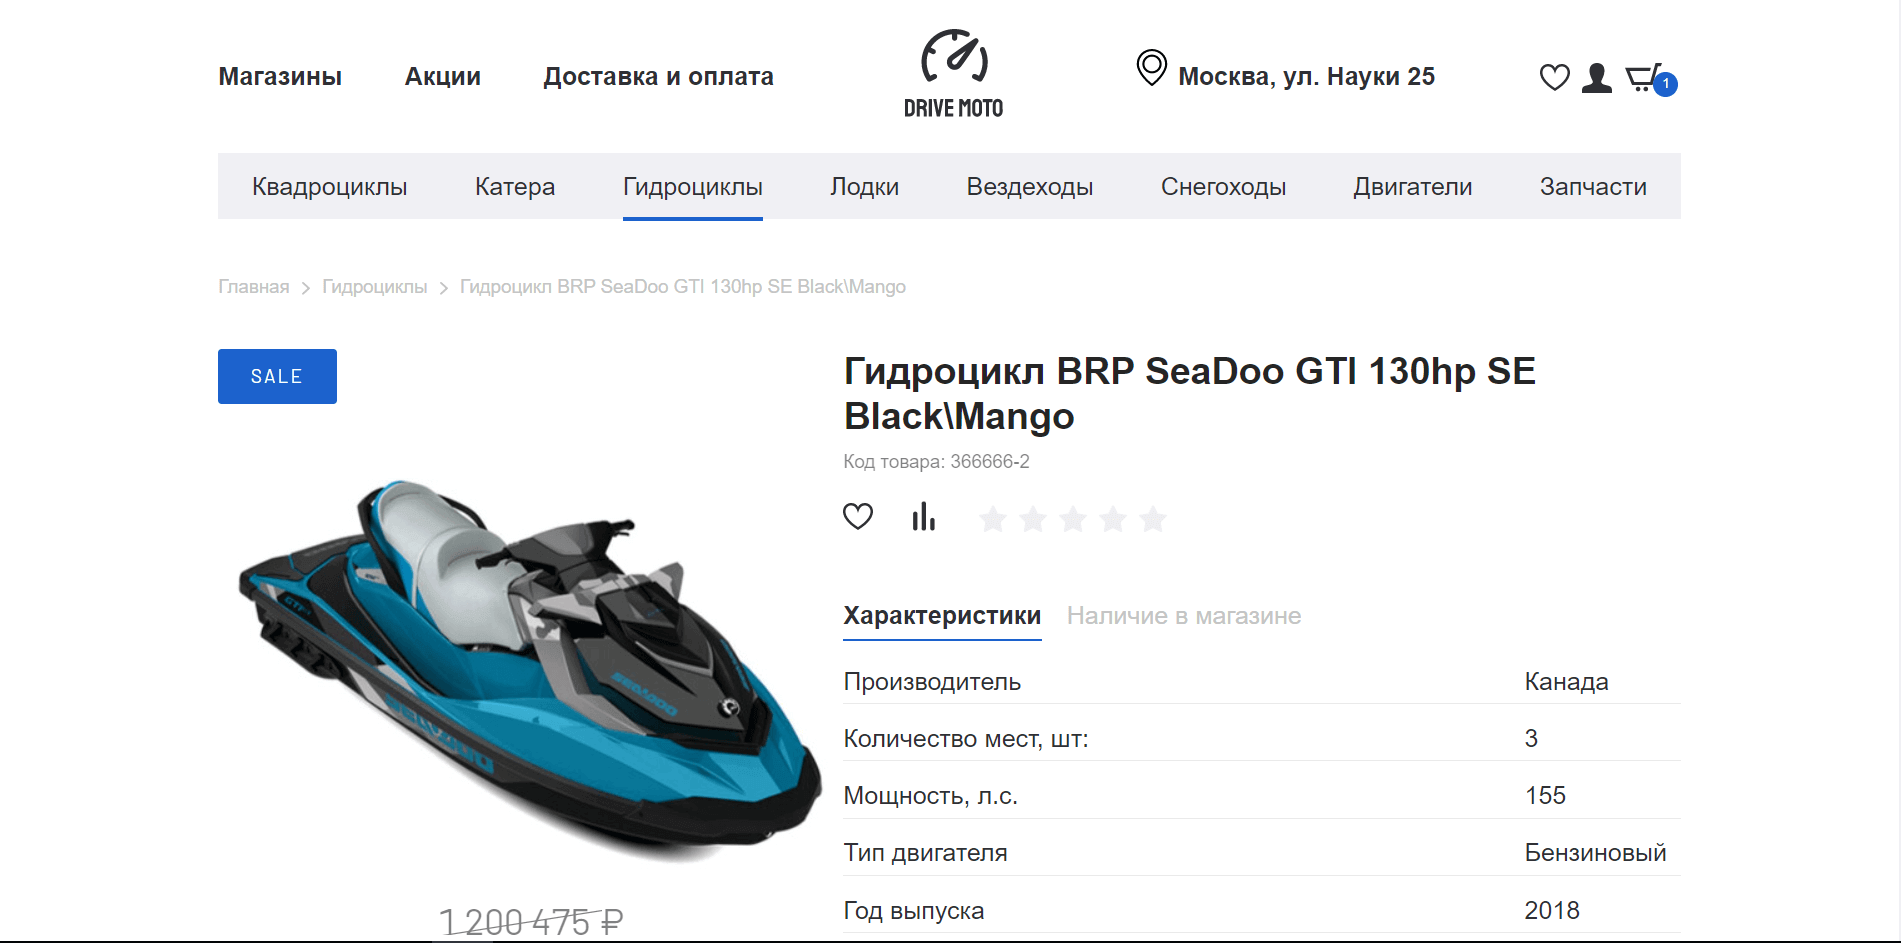 Магазины Акции Доставка и оплата
DRIVE MOTO
Москва, ул. Науки 25
1
Квадроциклы Катера Гидроциклы Лодки Вездеходы Снегоходы Двигатели Запчасти
Главная > Гидроциклы > Гидроцикл BRP SeaDoo GTI 130hp SE Black\Mango
SALE
Гидроцикл BRP SeaDoo GTI 130hp SE
Black\Mango
Код товара: 366666-2
Характеристики Наличие в магазине
Производитель Канада
Количество мест, шт: 3
Мощность, л.с. 155
Тип двигателя Бензиновый
Год выпуска 2018
GTI
SEADOO
SEADOO
1 200 475 ₽